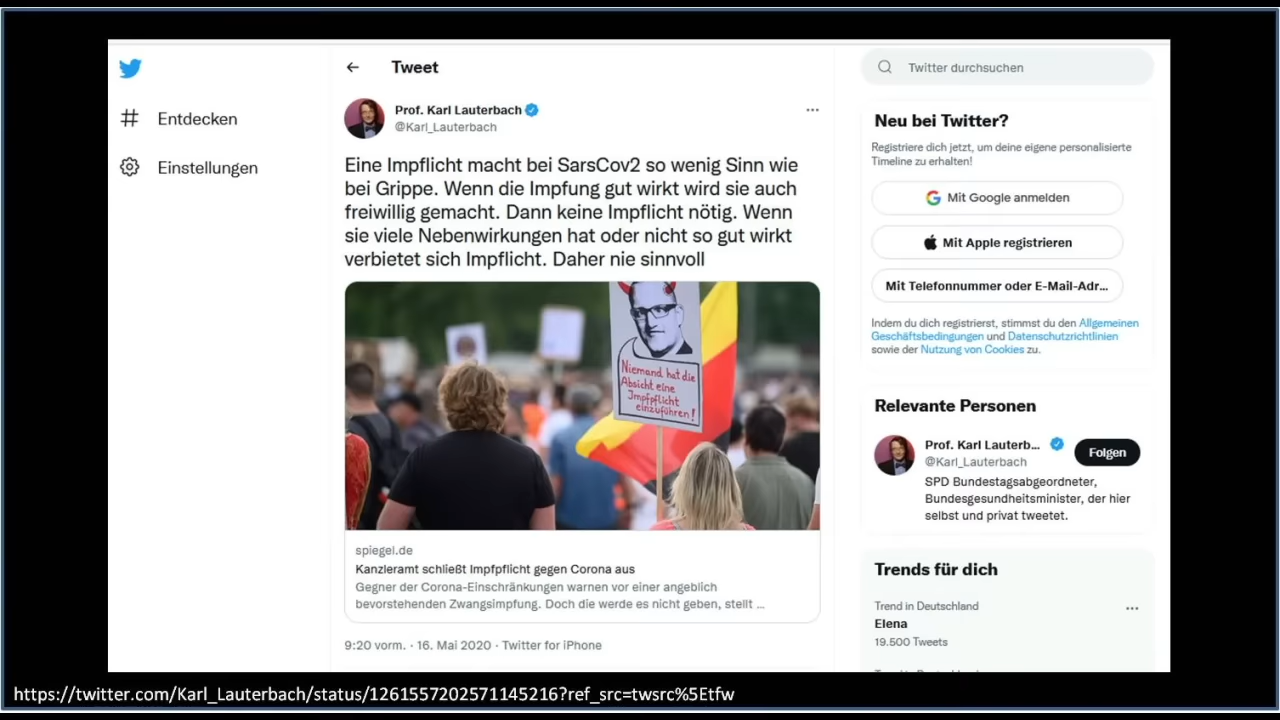 Tweet
Twitter durchsuchen
Entdecken
Einstellungen
Prof. Karl Lauterbach
@Karl_Lauterbach
Eine Impflicht macht bei SarsCov2 so wenig Sinn wie
bei Grippe. Wenn die Impfung gut wirkt wird sie auch
freiwillig gemacht. Dann keine Impflicht nötig. Wenn
sie viele Nebenwirkungen hat oder nicht so gut wirkt
verbietet sich Impflicht. Daher nie sinnvoll
Niemand hat die
Absicht eine
Impfpflicht
einzuführen!
spiegel.de
Kanzleramt schließt Impfpflicht gegen Corona aus
Gegner der Corona-Einschränkungen warnen vor einer angeblich
bevorstehenden Zwangsimpfung. Doch die werde es nicht geben, stellt ...
9:20 vorm. · 16. Mai 2020 · Twitter for iPhone
Neu bei Twitter?
Registriere dich jetzt, um deine eigene personalisierte
Timeline zu erhalten!
Mit Google anmelden
Mit Apple registrieren
Mit Telefonnummer oder E-Mail-Adr...
Indem du dich registrierst, stimmst du den Allgemeinen
Geschäftsbedingungen und Datenschutzrichtlinien
sowie der Nutzung von Cookies zu.
Relevante Personen
Prof. Karl Lauterb...
@Karl_Lauterbach
Folgen
SPD Bundestagsabgeordneter,
Bundesgesundheitsminister, der hier
selbst und privat tweetet.
Trends für dich
Trend in Deutschland
Elena
19.500 Tweets
https://twitter.com/Karl_Lauterbach/status/1261557202571145216?ref_src=twsrc%5Etfw